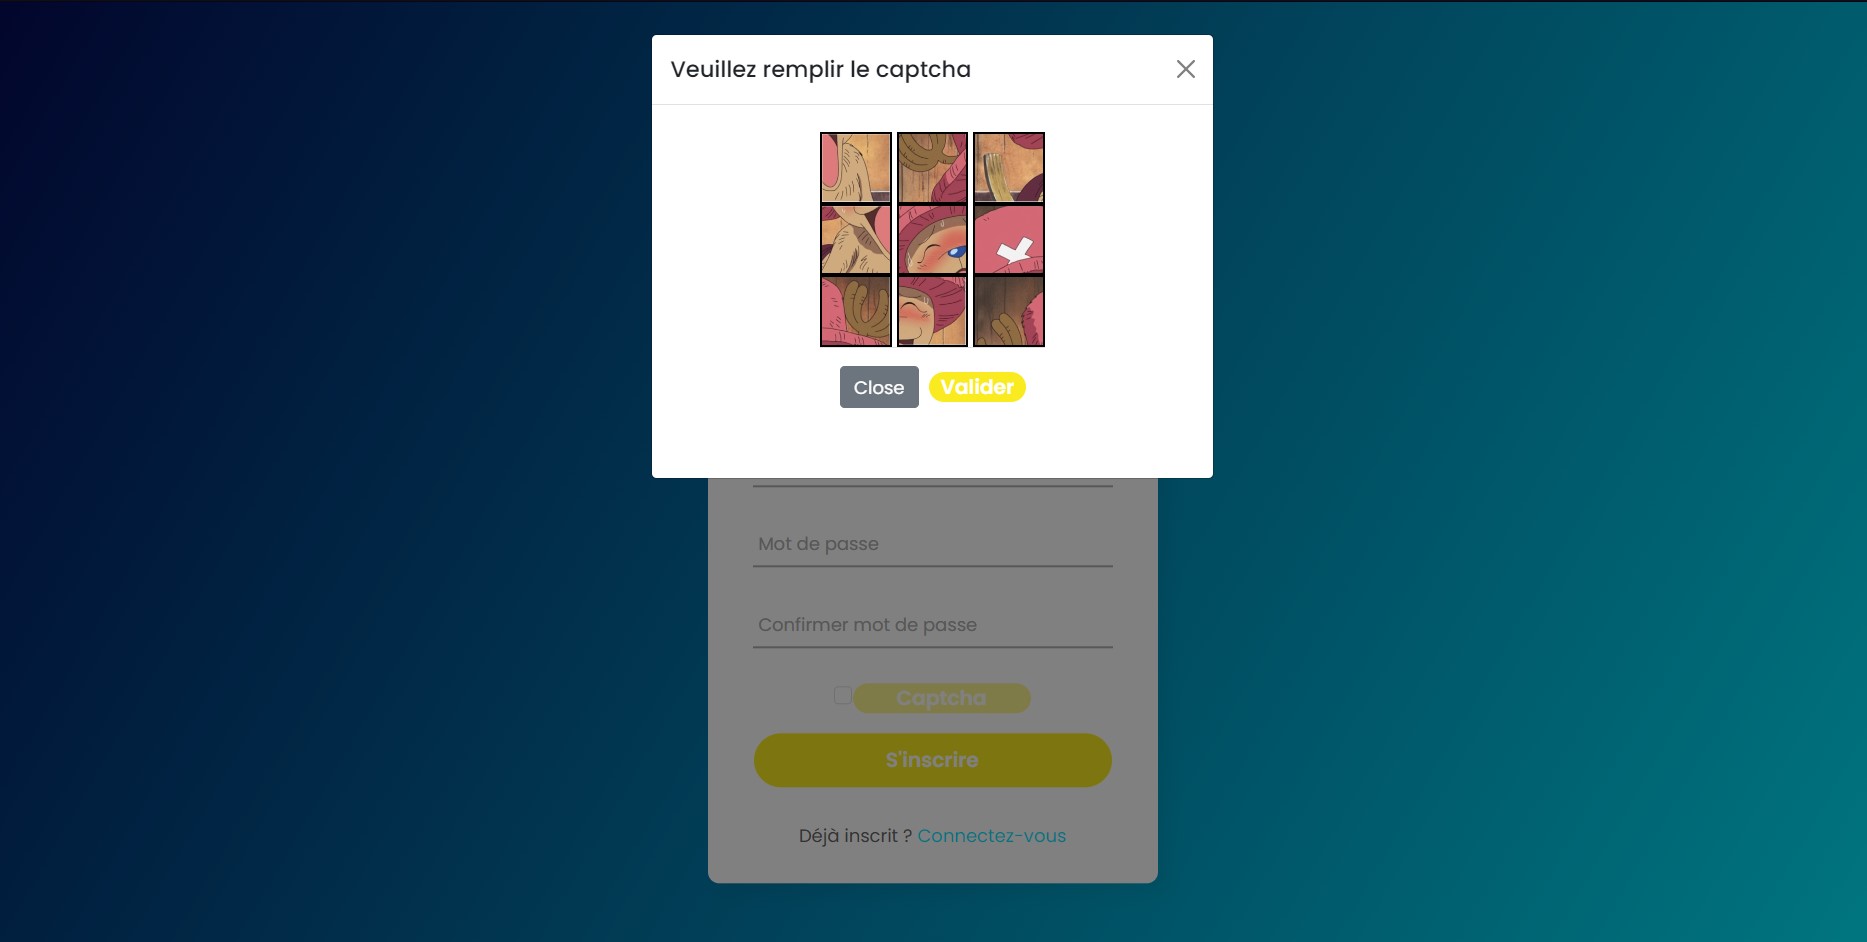 Veuillez remplir le captcha
Close
Valider
Mot de passe
Confirmer mot de passe
Captcha
S'inscrire
Déjà inscrit ? Connectez-vous